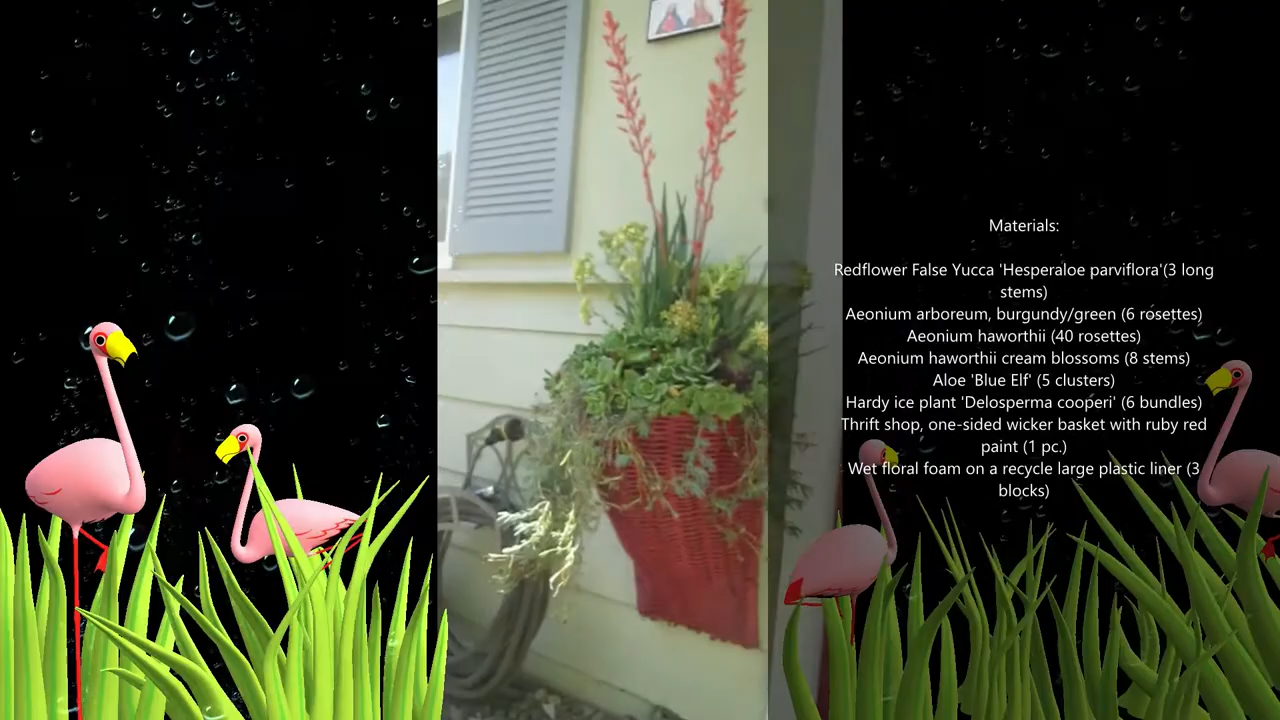 Materials:
Redflower False Yucca 'Hesperaloe parviflora'(3 long
stems)
Aeonium arboreum, burgundy/green (6 rosettes)
Aeonium haworthii (40 rosettes)
Aeonium haworthii cream blossoms (8 stems)
Aloe 'Blue Elf' (5 clusters)
Hardy ice plant 'Delosperma cooperi' (6 bundles)
Thrift shop, one-sided wicker basket with ruby red
paint (1 pc.)
Wet floral foam on a recycle large plastic liner (3
blocks)